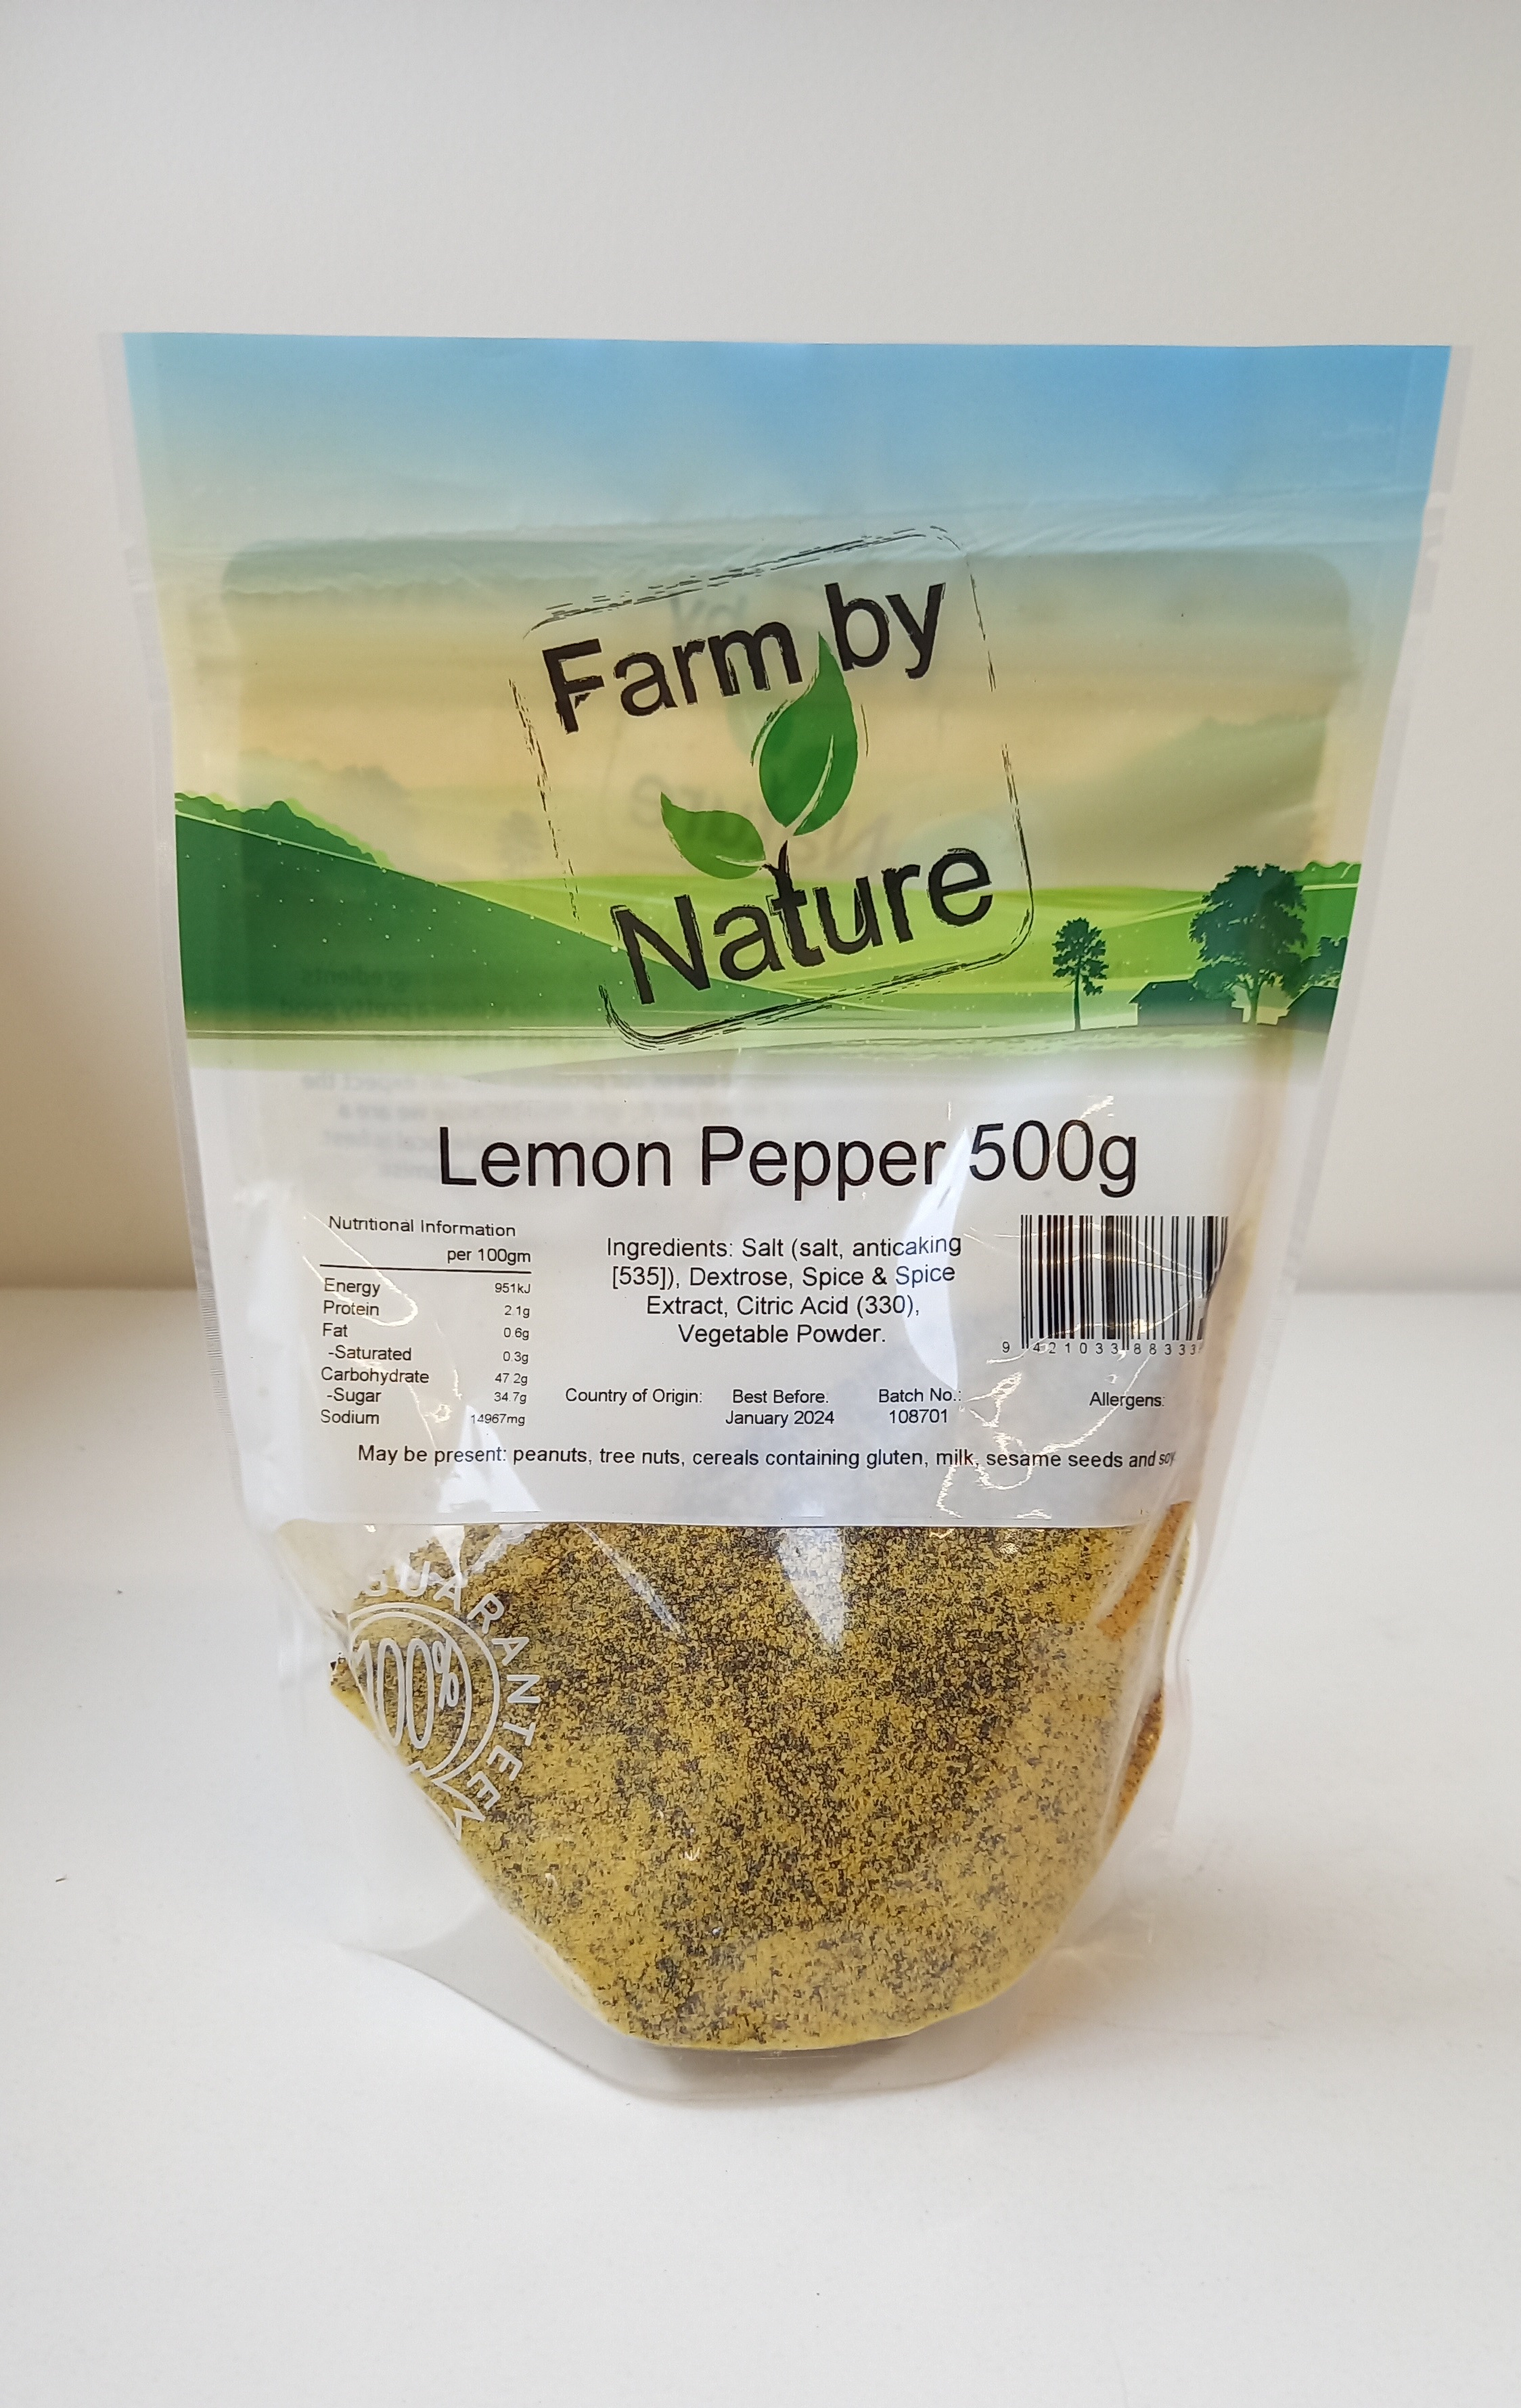 Farm by
Nature
Lemon Pepper 500g
Nutritional Information
per 100gm
Energy 951kJ
Protein 2.1g
Fat 0.6g
-Saturated 0.3g
Carbohydrate 47.2g
-Sugar 34.7g
Sodium 14967mg
Ingredients: Salt (salt, anticaking
[535]), Dextrose, Spice & Spice
Extract, Citric Acid (330),
Vegetable Powder.
9 421033 88333
Country of Origin:
Best Before.
January 2024
Batch No.:
108701
Allergens:
May be present: peanuts, tree nuts, cereals containing gluten, milk, sesame seeds and soy
GUARANTEE
100%